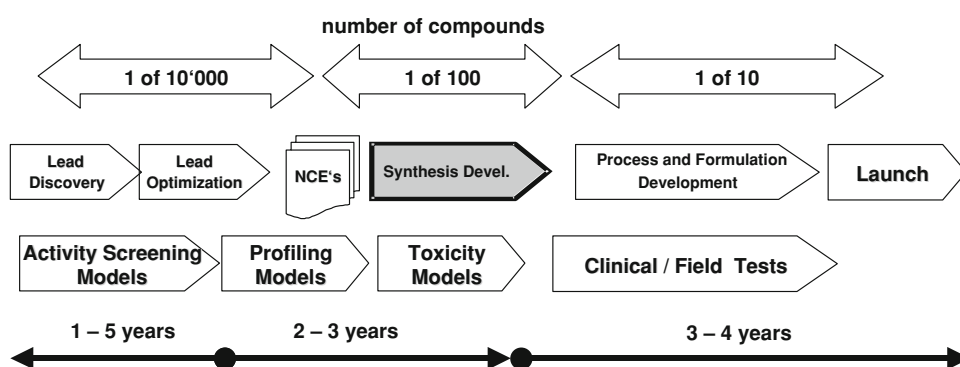 number of compounds
1 of 10‘000
1 of 100
1 of 10
Lead
Discovery
Lead
Optimization
NCE‘s
Synthesis Devel.
Process and Formulation
Development
Launch
Activity Screening
Models
Profiling
Models
Toxicity
Models
Clinical / Field Tests
1 – 5 years
2 – 3 years
3 – 4 years